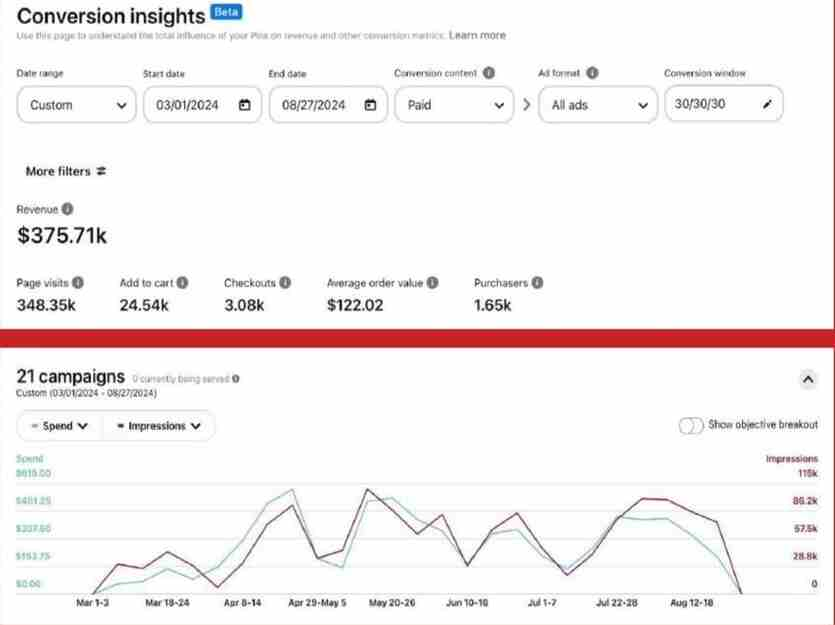 Conversion insights Beta
Use this page to understand the total influence of your Pins on revenue and other conversion metrics. Learn more
Date range Start date End date Conversion content Ad format Conversion window
Custom 03/01/2024 08/27/2024 Paid All ads 30/30/30
More filters
Revenue
$375.71k
Page visits Add to cart Checkouts Average order value Purchasers
348.35k 24.54k 3.08k $122.02 1.65k
21 campaigns 0 currently being served
Custom (03/01/2024 - 08/27/2024)
Spend Impressions
Show objective breakout
Spend Impressions
$615.00 115k
$461.25 86.2k
$307.50 57.5k
$153.75 28.8k
$0.00 0
Mar 1-3 Mar 18-24 Apr 8-14 Apr 29-May 5 May 20-26 Jun 10-16 Jul 1-7 Jul 22-28 Aug 12-18